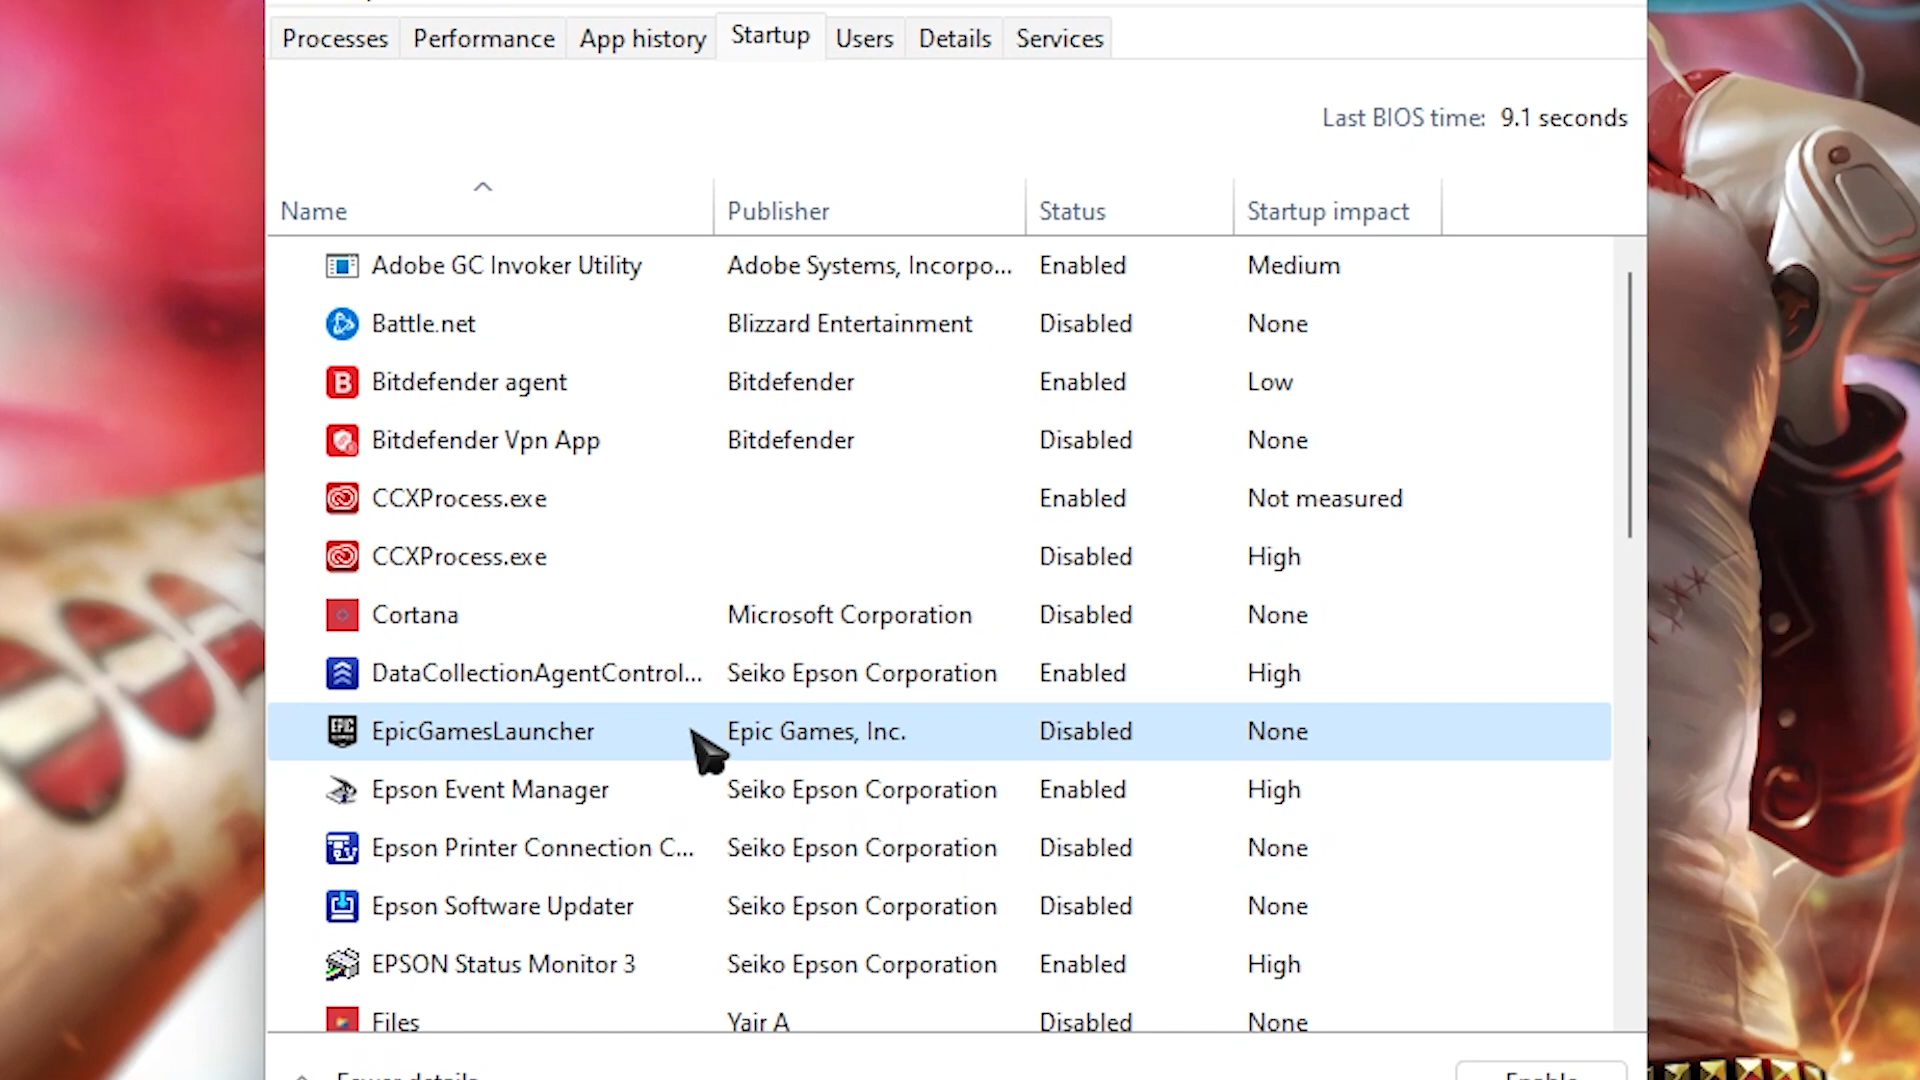 Processes Performance App history Startup Users Details Services
Last BIOS time: 9.1 seconds
Name Publisher Status Startup impact
Adobe GC Invoker Utility Adobe Systems, Incorpo... Enabled Medium
Battle.net Blizzard Entertainment Disabled None
Bitdefender agent Bitdefender Enabled Low
Bitdefender Vpn App Bitdefender Disabled None
CCXProcess.exe Enabled Not measured
CCXProcess.exe Disabled High
Cortana Microsoft Corporation Disabled None
DataCollectionAgentControl... Seiko Epson Corporation Enabled High
EpicGamesLauncher Epic Games, Inc. Disabled None
Epson Event Manager Seiko Epson Corporation Enabled High
Epson Printer Connection C... Seiko Epson Corporation Disabled None
Epson Software Updater Seiko Epson Corporation Disabled None
EPSON Status Monitor 3 Seiko Epson Corporation Enabled High
Files Yair A Disabled None
Fewer details Enable